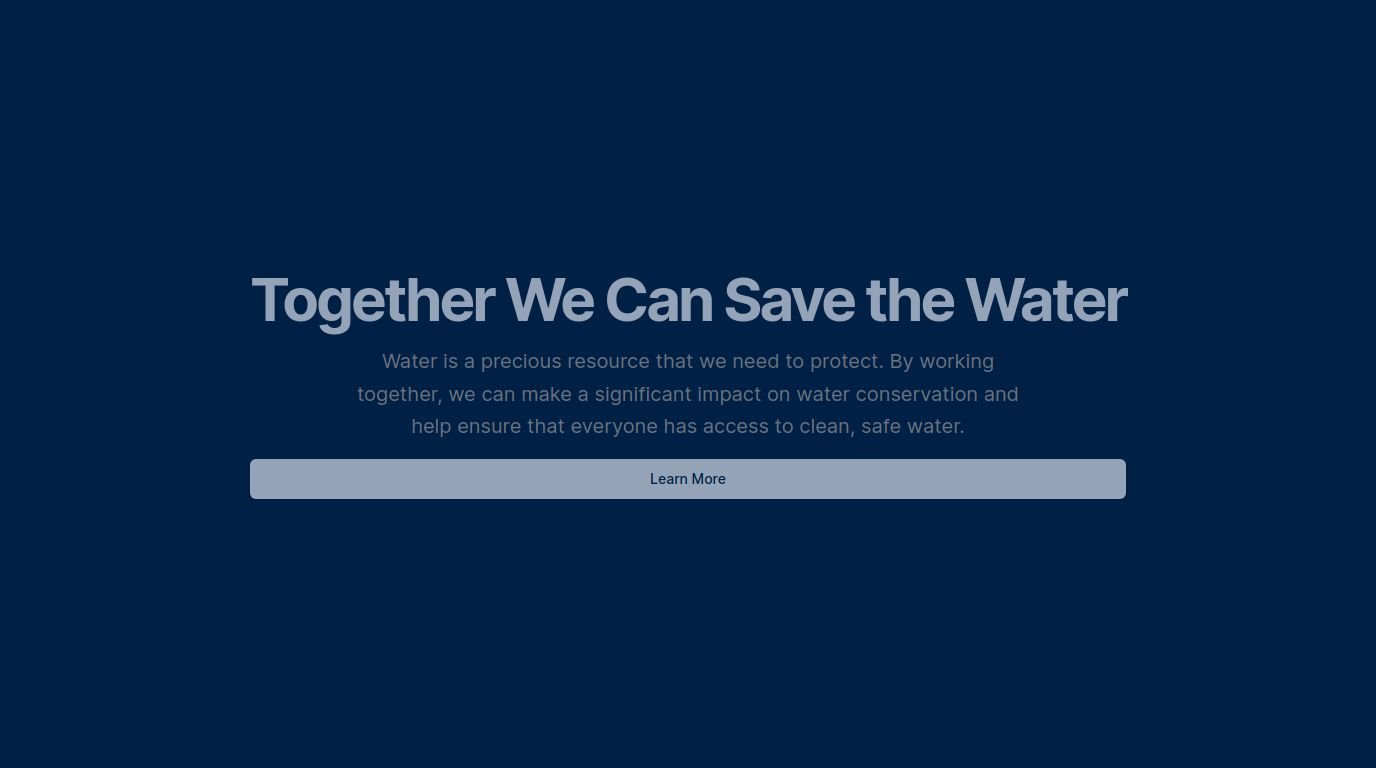 Together We Can Save the Water
Water is a precious resource that we need to protect. By working
together, we can make a significant impact on water conservation and
help ensure that everyone has access to clean, safe water.
Learn More